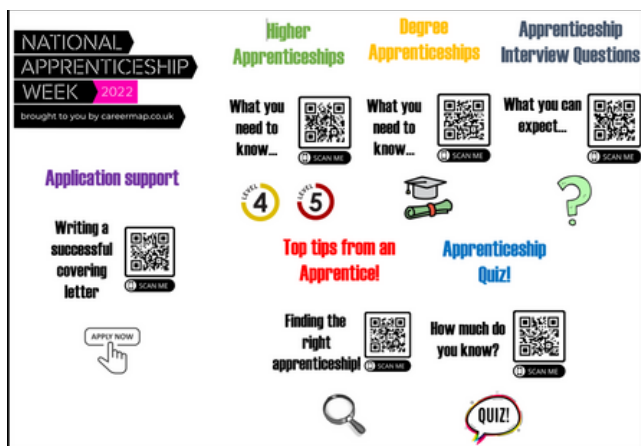 NATIONAL
APPRENTICESHIP
WEEK 2022
brought to you by careermap.co.uk
Higher
Apprenticeships
What you
need to
know...
SCAN ME
LEVEL 4
LEVEL 5
Degree
Apprenticeships
What you
need to
know...
SCAN ME
Apprenticeship
Interview Questions
What you can
expect...
SCAN ME
Application support
Writing a
successful
covering
letter
SCAN ME
APPLY NOW
Top tips from an
Apprentice!
Finding the
right
apprenticeship!
SCAN ME
Apprenticeship
Quiz!
How much do
you know?
SCAN ME
QUIZ!